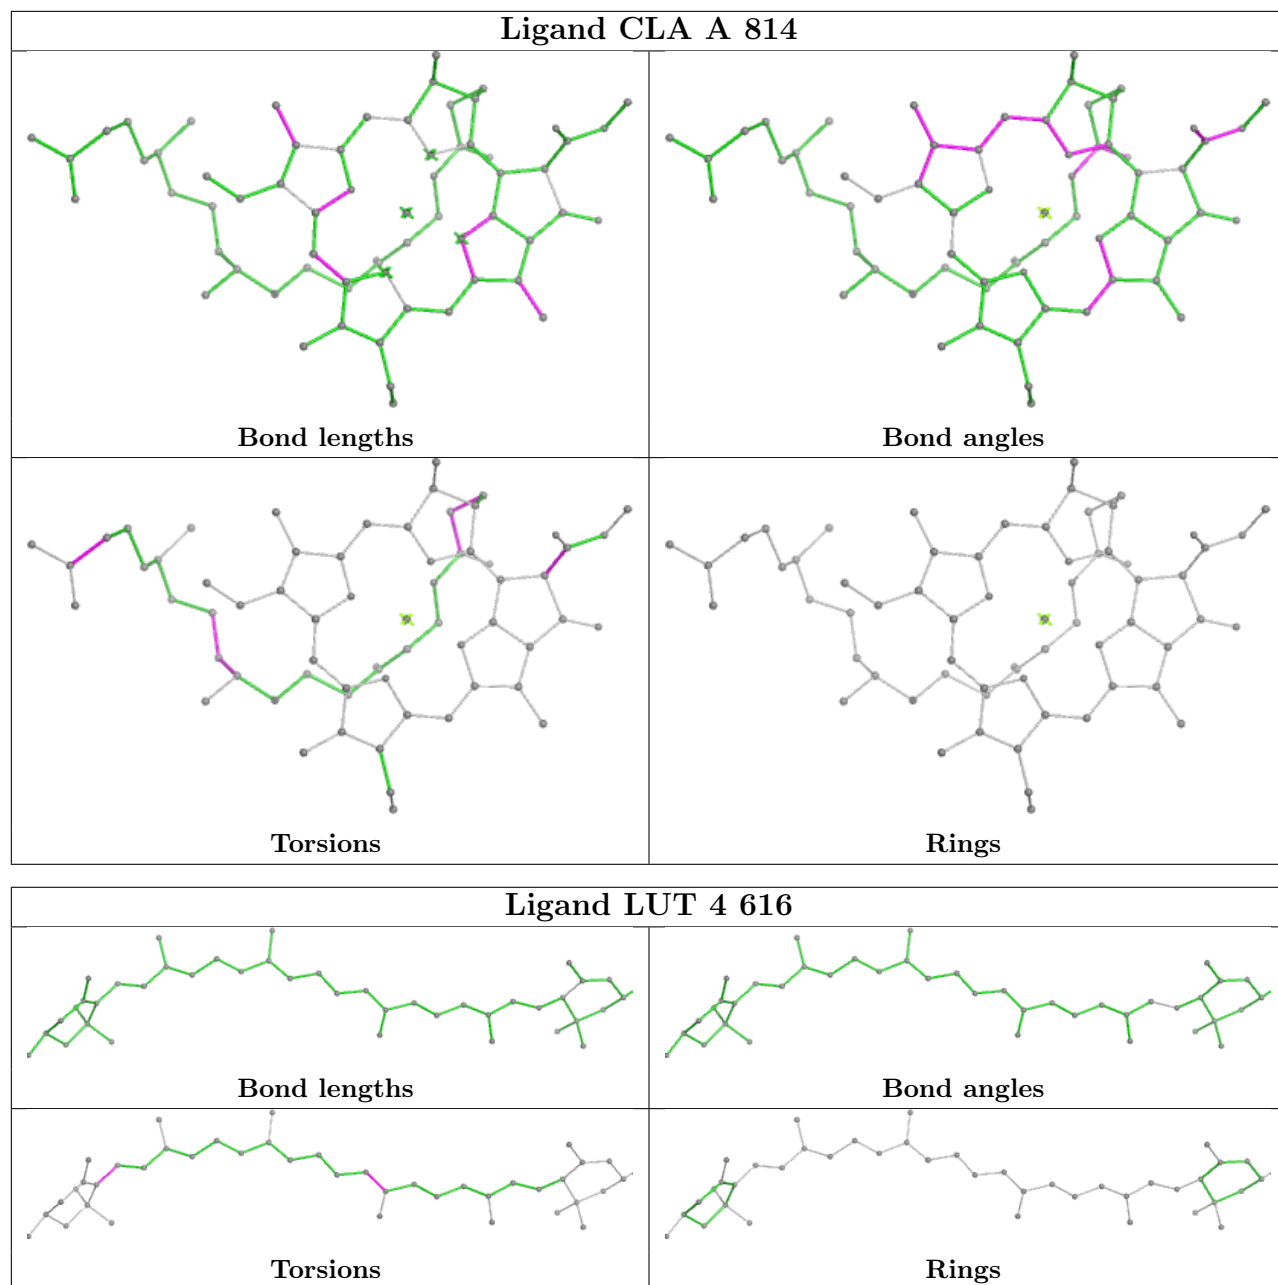 Ligand CLA A 814
Bond lengths
Bond angles
Torsions
Rings
Ligand LUT 4 616
Bond lengths
Bond angles
Torsions
Rings